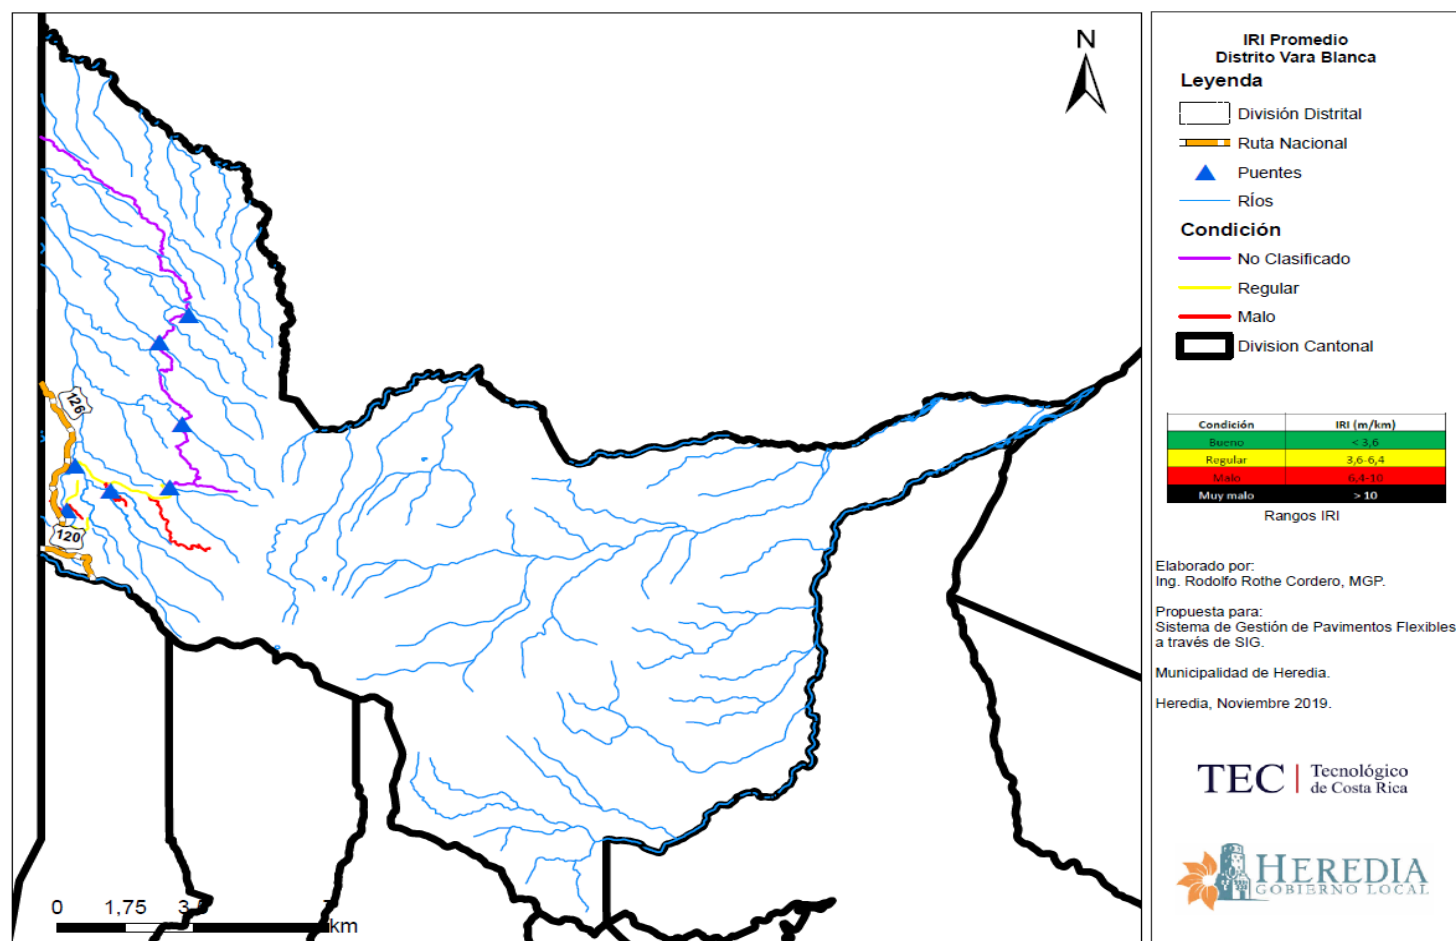 N
126
120
0 1,75 3,
km
IRI Promedio
Distrito Vara Blanca
Leyenda
División Distrital
Ruta Nacional
Puentes
RÍos
Condición
No Clasificado
Regular
Malo
Division Cantonal
Condición IRI (m/km)
Bueno < 3,6
Regular 3,6-6,4
Malo 6,4-10
Muy malo > 10
Rangos IRI
Elaborado por:
Ing. Rodolfo Rothe Cordero, MGP.
Propuesta para:
Sistema de Gestión de Pavimentos Flexibles
a través de SIG.
Municipalidad de Heredia.
Heredia, Noviembre 2019.
TEC | Tecnológico
de Costa Rica
HEREDIA
GOBIERNO LOCAL